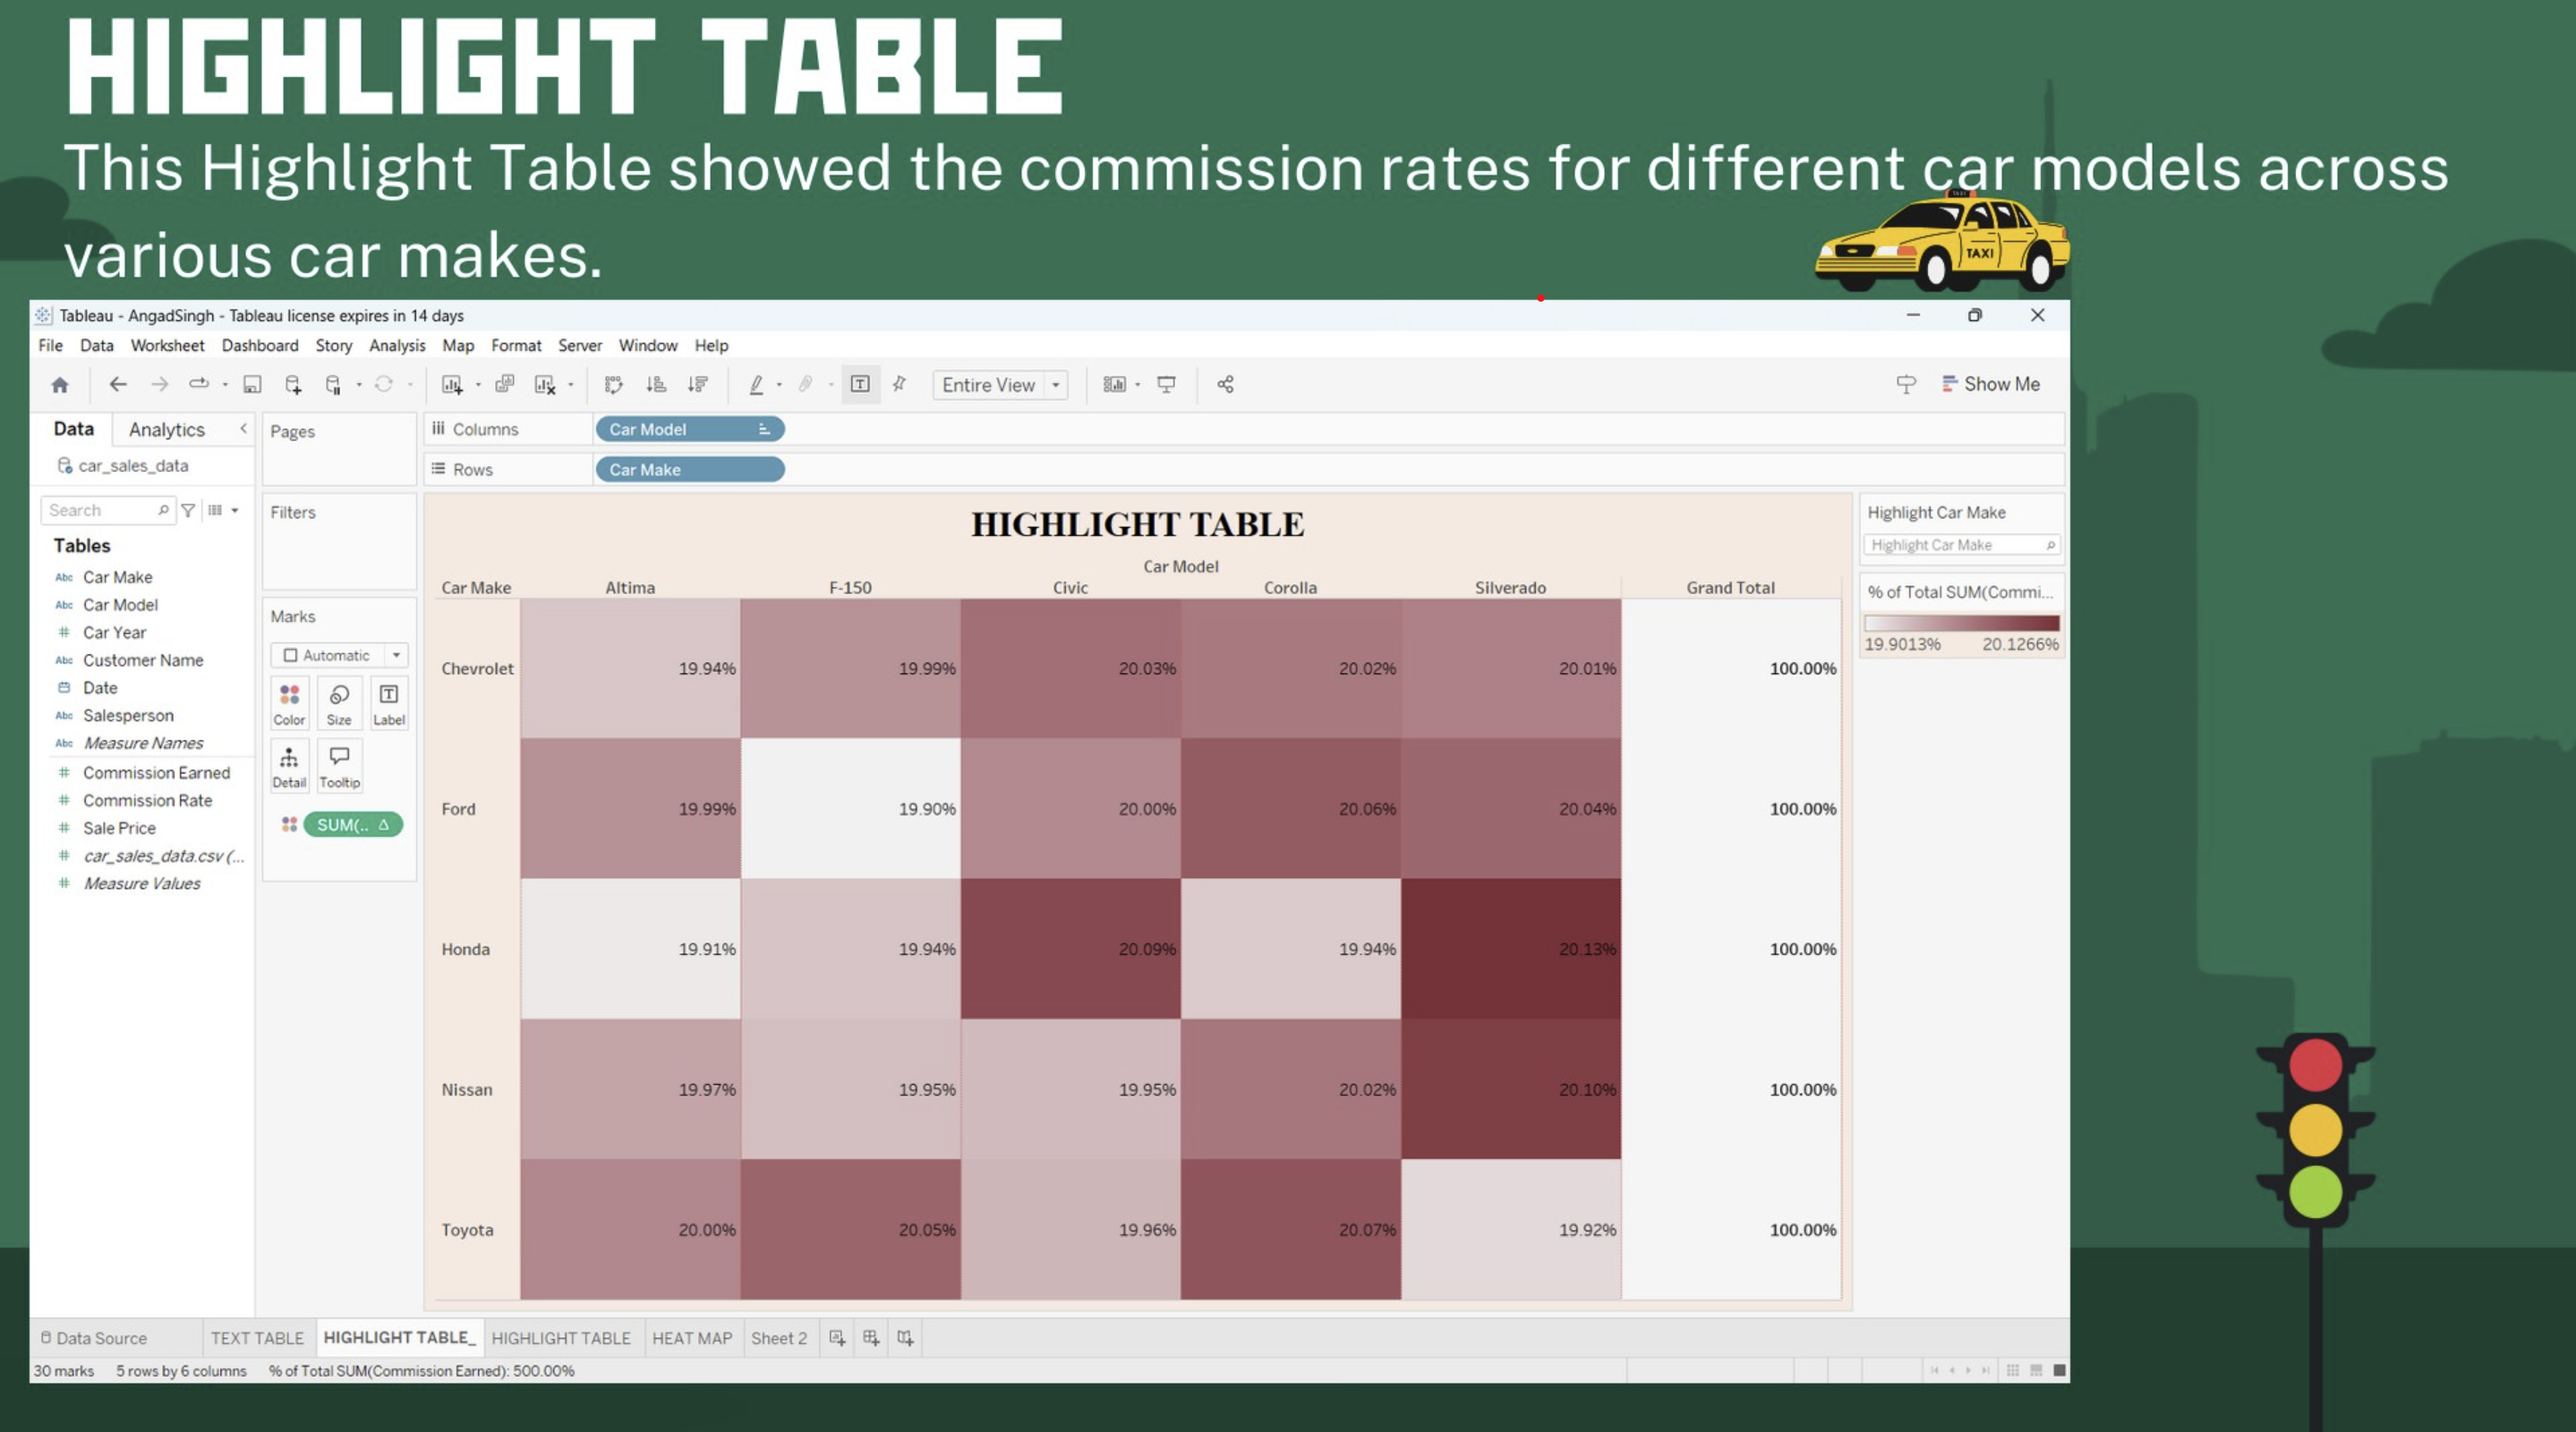 HIGHLIGHT TABLE
This Highlight Table showed the commission rates for different car models across
various car makes.
TAXI
TAXI
Tableau - AngadSingh - Tableau license expires in 14 days
File Data Worksheet Dashboard Story Analysis Map Format Server Window Help
Entire View
Show Me
Data Analytics
Pages
Columns Car Model
car_sales_data
Rows Car Make
Search
Filters
Tables
Abc Car Make
Abc Car Model
# Car Year
Abc Customer Name
Date
Abc Salesperson
Abc Measure Names
# Commission Earned
# Commission Rate
# Sale Price
# car_sales_data.csv (...
# Measure Values
Marks
Automatic
Color Size Label
Detail Tooltip
SUM(.. Δ
HIGHLIGHT TABLE
Car Model
Car Make Altima F-150 Civic Corolla Silverado Grand Total
Chevrolet 19.94% 19.99% 20.03% 20.02% 20.01% 100.00%
Ford 19.99% 19.90% 20.00% 20.06% 20.04% 100.00%
Honda 19.91% 19.94% 20.09% 19.94% 20.13% 100.00%
Nissan 19.97% 19.95% 19.95% 20.02% 20.10% 100.00%
Toyota 20.00% 20.05% 19.96% 20.07% 19.92% 100.00%
Highlight Car Make
Highlight Car Make
% of Total SUM(Commi...
19.9013% 20.1266%
Data Source TEXT TABLE HIGHLIGHT TABLE_ HIGHLIGHT TABLE HEAT MAP Sheet 2
30 marks 5 rows by 6 columns % of Total SUM(Commission Earned): 500.00%